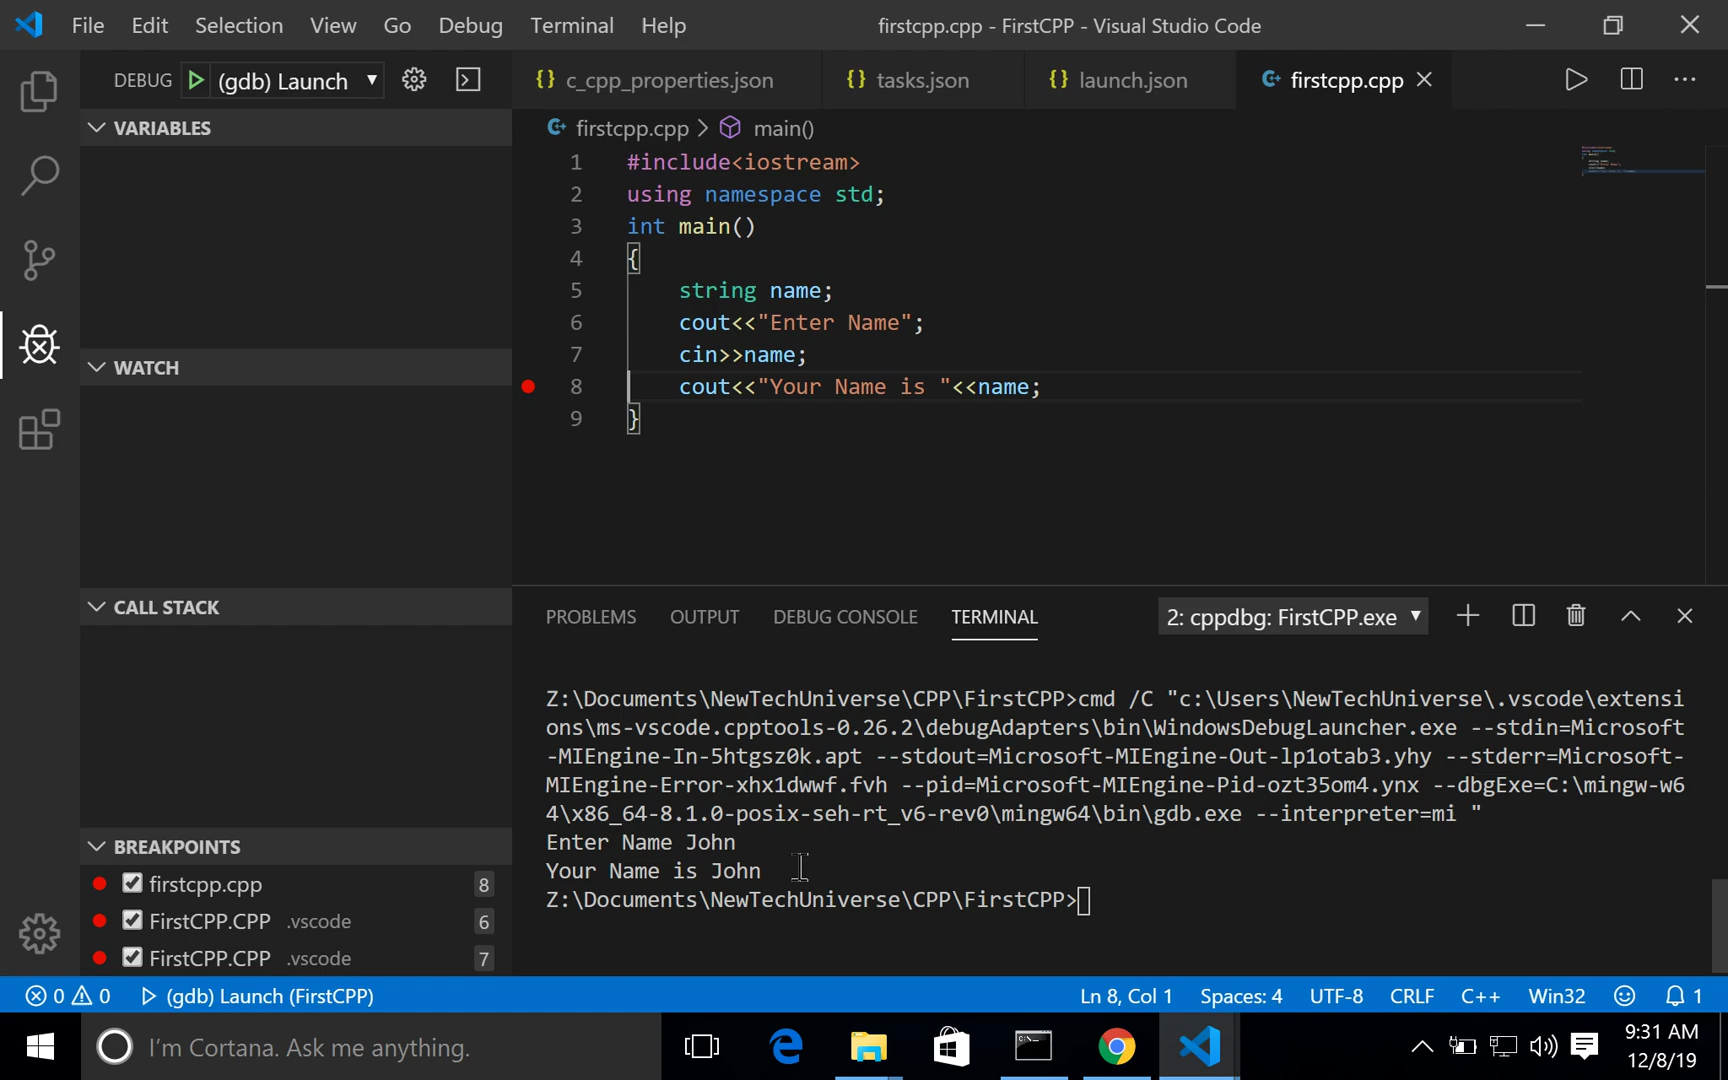 File Edit Selection View Go Debug Terminal Help firstcpp.cpp - FirstCPP - Visual Studio Code
DEBUG (gdb) Launch
{} c_cpp_properties.json {} tasks.json {} launch.json firstcpp.cpp
VARIABLES
WATCH
CALL STACK
BREAKPOINTS
firstcpp.cpp 8
FirstCPP.CPP .vscode 6
FirstCPP.CPP .vscode 7
firstcpp.cpp > main()
1 #include<iostream>
2 using namespace std;
3 int main()
4 {
5 string name;
6 cout<<"Enter Name";
7 cin>>name;
8 cout<<"Your Name is "<<name;
9 }
PROBLEMS OUTPUT DEBUG CONSOLE TERMINAL 2: cppdbg: FirstCPP.exe
Z:\Documents\NewTechUniverse\CPP\FirstCPP>cmd /C "c:\Users\NewTechUniverse\.vscode\extensi
ons\ms-vscode.cpptools-0.26.2\debugAdapters\bin\WindowsDebugLauncher.exe --stdin=Microsoft
-MIEngine-In-5htgsz0k.apt --stdout=Microsoft-MIEngine-Out-lp1otab3.yhy --stderr=Microsoft-
MIEngine-Error-xhx1dwwf.fvh --pid=Microsoft-MIEngine-Pid-ozt35om4.ynx --dbgExe=C:\mingw-w6
4\x86_64-8.1.0-posix-seh-rt_v6-rev0\mingw64\bin\gdb.exe --interpreter=mi "
Enter Name John
Your Name is John
Z:\Documents\NewTechUniverse\CPP\FirstCPP>
0 0 (gdb) Launch (FirstCPP) Ln 8, Col 1 Spaces: 4 UTF-8 CRLF C++ Win32 1
I'm Cortana. Ask me anything.
9:31 AM
12/8/19